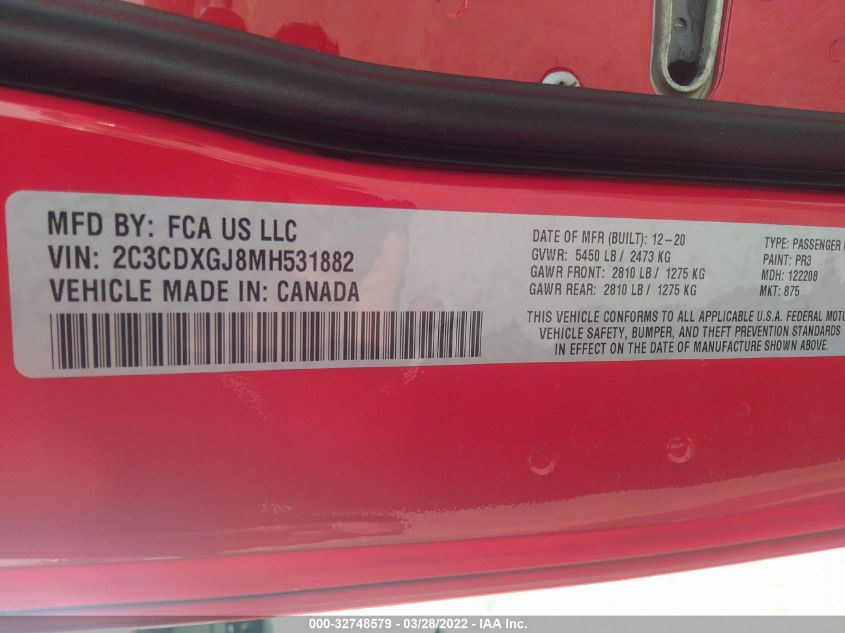 MFD BY: FCA US LLC
VIN: 2C3CDXGJ8MH531882
VEHICLE MADE IN: CANADA
DATE OF MFR (BUILT): 12-20
GVWR: 5450 LB / 2473 KG
GAWR FRONT: 2810 LB / 1275 KG
GAWR REAR: 2810 LB / 1275 KG
TYPE: PASSENGER
PAINT: PR3
MDH: 122208
MKT: 875
THIS VEHICLE CONFORMS TO ALL APPLICABLE U.S.A. FEDERAL MOTO
VEHICLE SAFETY, BUMPER, AND THEFT PREVENTION STANDARDS
IN EFFECT ON THE DATE OF MANUFACTURE SHOWN ABOVE.
000-32748579 - 03/28/2022 - IAA Inc.